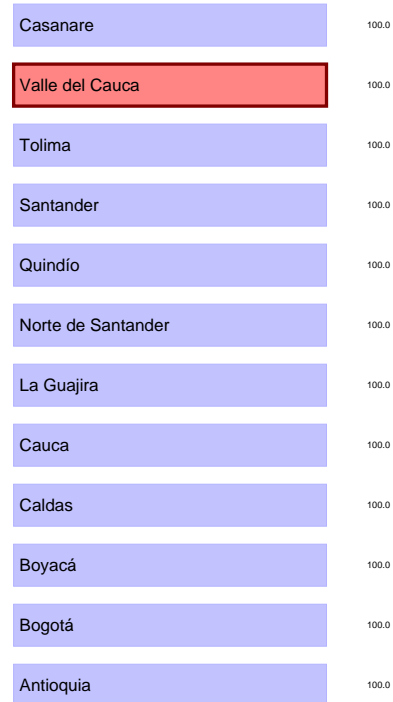 Casanare 100.0
Valle del Cauca 100.0
Tolima 100.0
Santander 100.0
Quindío 100.0
Norte de Santander 100.0
La Guajira 100.0
Cauca 100.0
Caldas 100.0
Boyacá 100.0
Bogotá 100.0
Antioquia 100.0